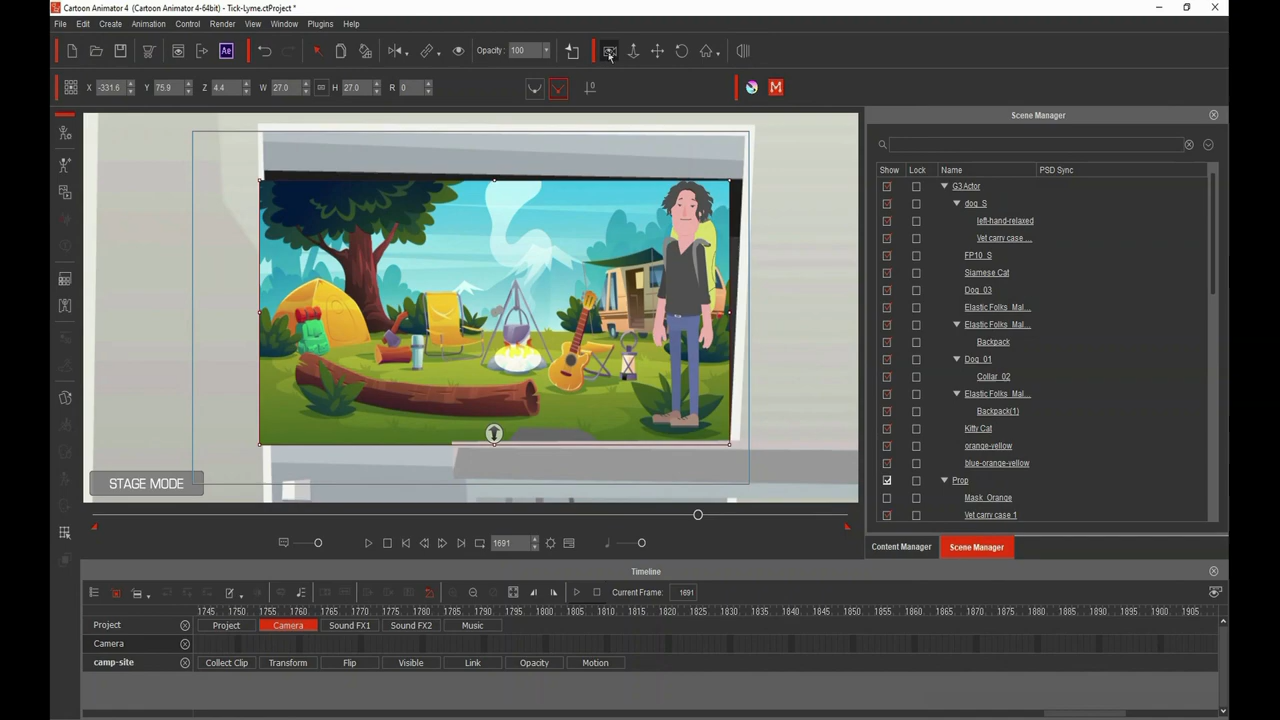 Cartoon Animator 4 (Cartoon Animator 4-64bit) - Tick-Lyme.ctProject *
File Edit Create Animation Control Render View Window Plugins Script
Ae Opacity: 100
X -331.6 Y 75.9 Z 4.4 W 27.0 H 27.0 R 0 0 M
Scene Manager
Show Lock Name PSD Sync
G3 Actor
dog_S
left-hand-relaxed
Vet carry case ...
FP10_S
Siamese Cat
Dog_03
Elastic Folks_Mal...
Elastic Folks_Mal...
Backpack
Dog_01
Collar_02
Elastic Folks_Mal...
Backpack(1)
Kitty Cat
orange-yellow
blue-orange-yellow
Prop
Mask_Orange
Vet carry case 1
STAGE MODE
1691
Content Manager Scene Manager
Timeline
Current Frame: 1691
1745 1750 1755 1760 1765 1770 1775 1780 1785 1790 1795 1800 1805 1810 1815 1820 1825 1830 1835 1840 1845 1850 1855 1860 1865 1870 1875 1880 1885 1890 1895 1900 1905
Project Project Camera Sound FX1 Sound FX2 Music
Camera
camp-site Collect Clip Transform Flip Visible Link Opacity Motion